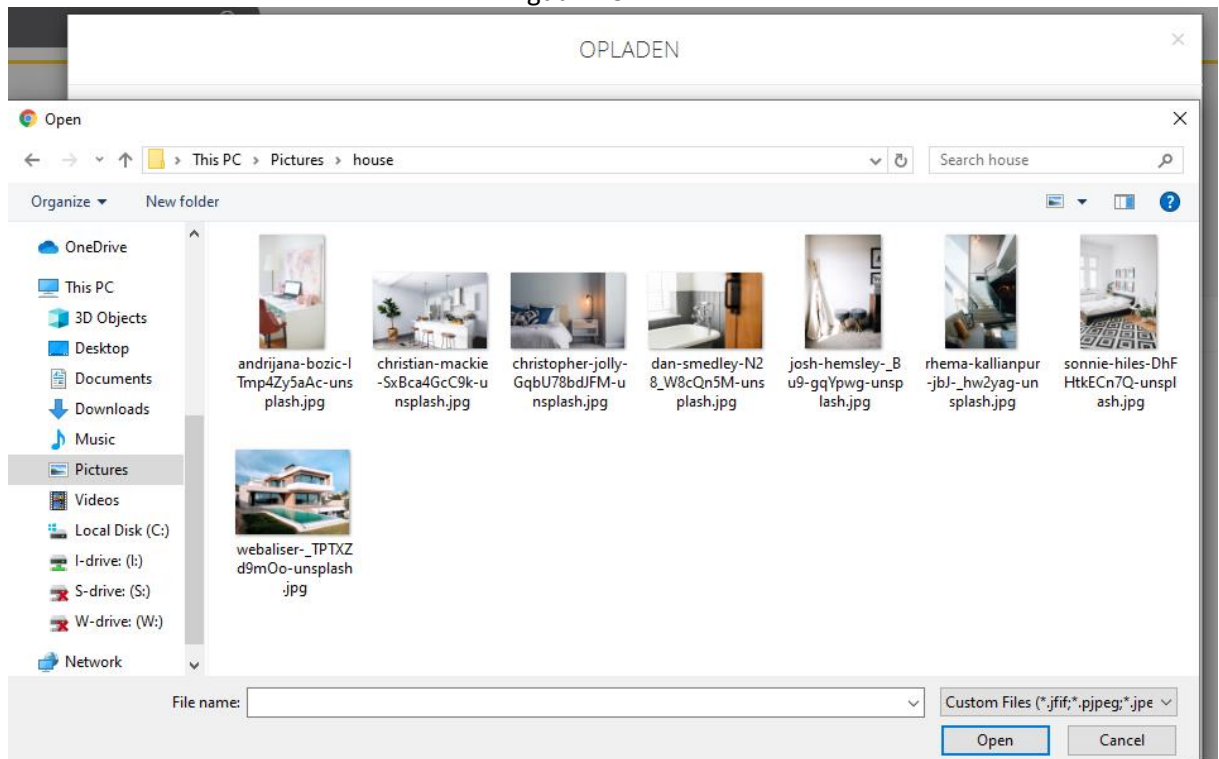 OPLADEN
Open
This PC > Pictures > house
Search house
Organize
New folder
OneDrive
This PC
3D Objects
Desktop
Documents
Downloads
Music
Pictures
Videos
Local Disk (C:)
I-drive: (I:)
S-drive: (S:)
W-drive: (W:)
Network
andrijana-bozic-I
Tmp4Zy5aAc-uns
plash.jpg
christian-mackie
-SxBca4GcC9k-u
nsplash.jpg
christopher-jolly-
GqbU78bdJFM-u
nsplash.jpg
dan-smedley-N2
8_W8cQn5M-uns
plash.jpg
josh-hemsley-_B
u9-gqYpwg-unsp
lash.jpg
rhema-kallianpur
-jbJ-_hw2yag-un
splash.jpg
sonnie-hiles-DhF
HtkECn7Q-unspl
ash.jpg
webaliser-_TPTXZ
d9mOo-unsplash
.jpg
File name:
Custom Files (*.jfif;*.pjpeg;*.jpe
Open
Cancel